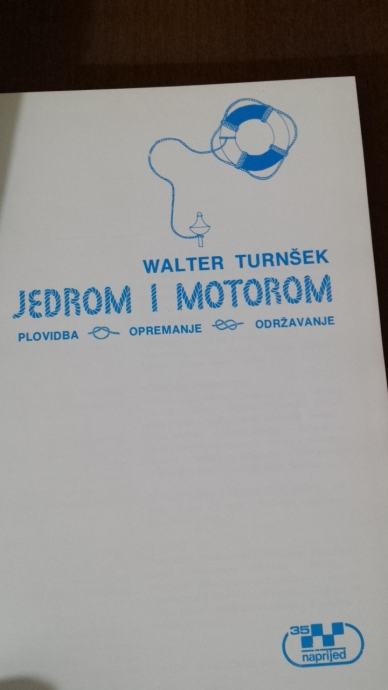 WALTER TURNŠEK
JEDROM I MOTOROM
PLOVIDBA OPREMANJE ODRŽAVANJE
35
naprijed